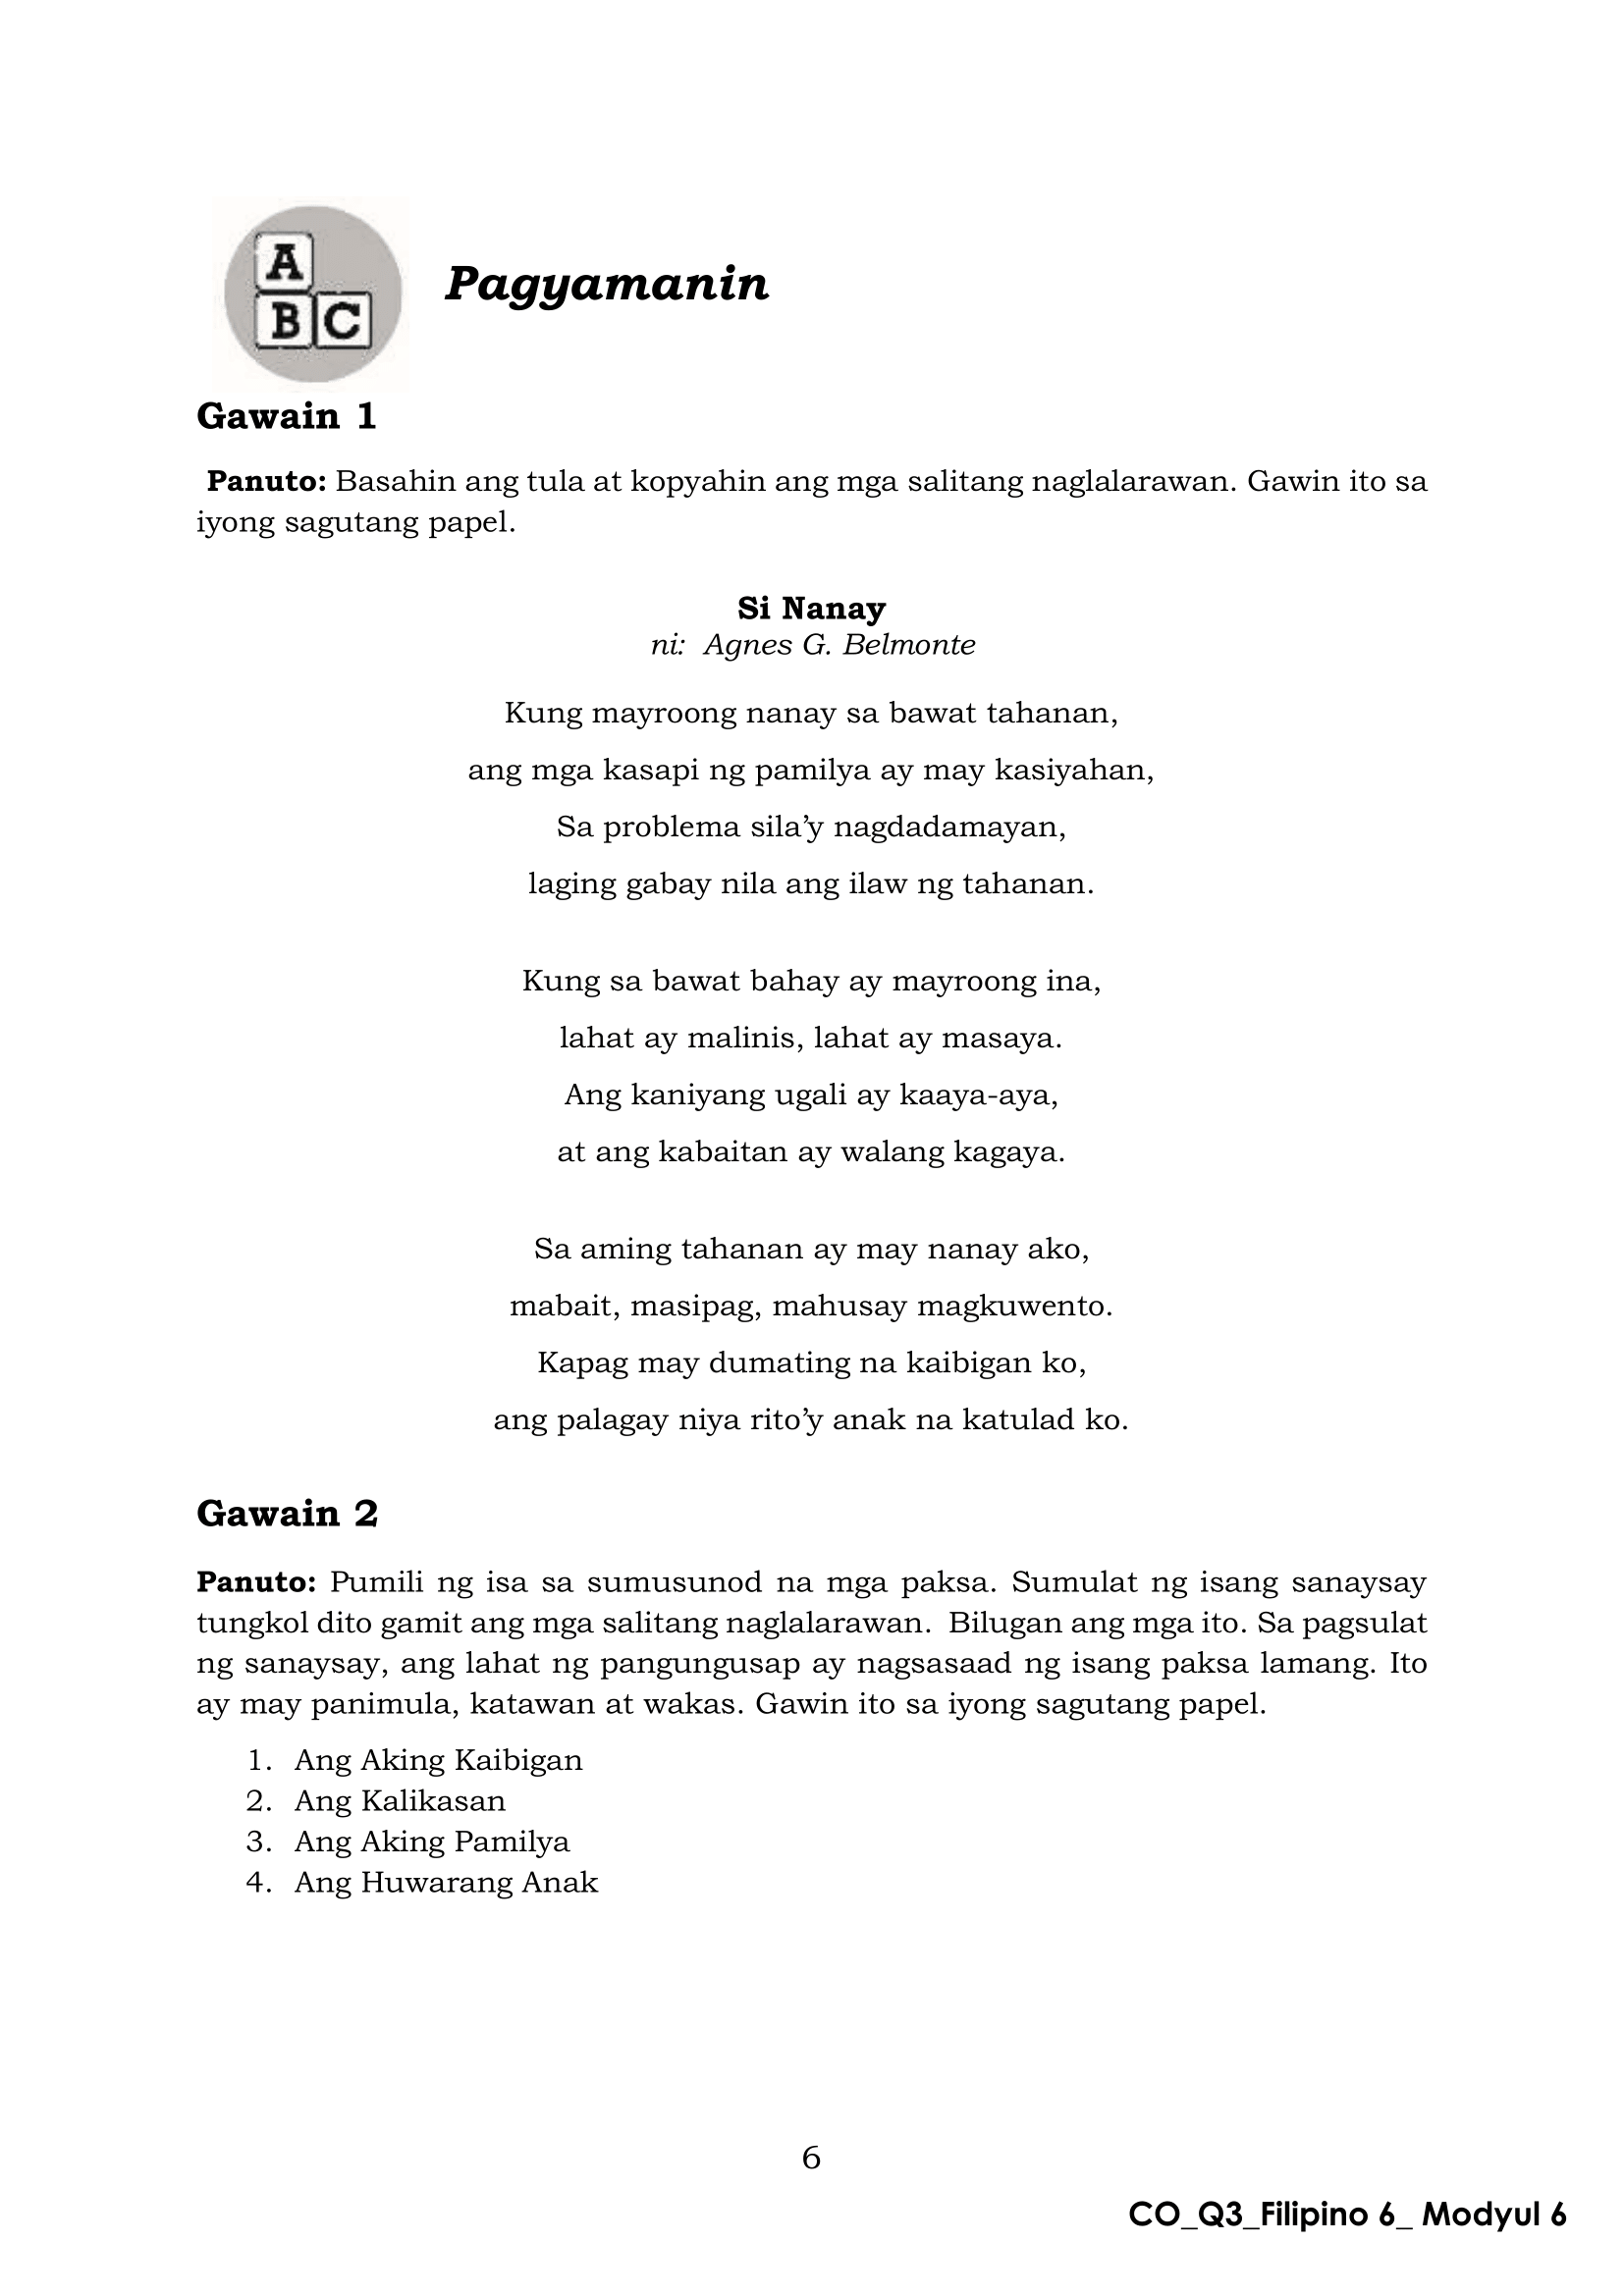 A
B C
Pagyamanin
Gawain 1
Panuto: Basahin ang tula at kopyahin ang mga salitang naglalarawan. Gawin ito sa
iyong sagutang papel.
Si Nanay
ni: Agnes G. Belmonte
Kung mayroong nanay sa bawat tahanan,
ang mga kasapi ng pamilya ay may kasiyahan,
Sa problema sila’y nagdadamayan,
laging gabay nila ang ilaw ng tahanan.
Kung sa bawat bahay ay mayroong ina,
lahat ay malinis, lahat ay masaya.
Ang kaniyang ugali ay kaaya-aya,
at ang kabaitan ay walang kagaya.
Sa aming tahanan ay may nanay ako,
mabait, masipag, mahusay magkuwento.
Kapag may dumating na kaibigan ko,
ang palagay niya rito’y anak na katulad ko.
Gawain 2
Panuto: Pumili ng isa sa sumusunod na mga paksa. Sumulat ng isang sanaysay
tungkol dito gamit ang mga salitang naglalarawan. Bilugan ang mga ito. Sa pagsulat
ng sanaysay, ang lahat ng pangungusap ay nagsasaad ng isang paksa lamang. Ito
ay may panimula, katawan at wakas. Gawin ito sa iyong sagutang papel.
1. Ang Aking Kaibigan
2. Ang Kalikasan
3. Ang Aking Pamilya
4. Ang Huwarang Anak
6
CO_Q3_Filipino 6_ Modyul 6